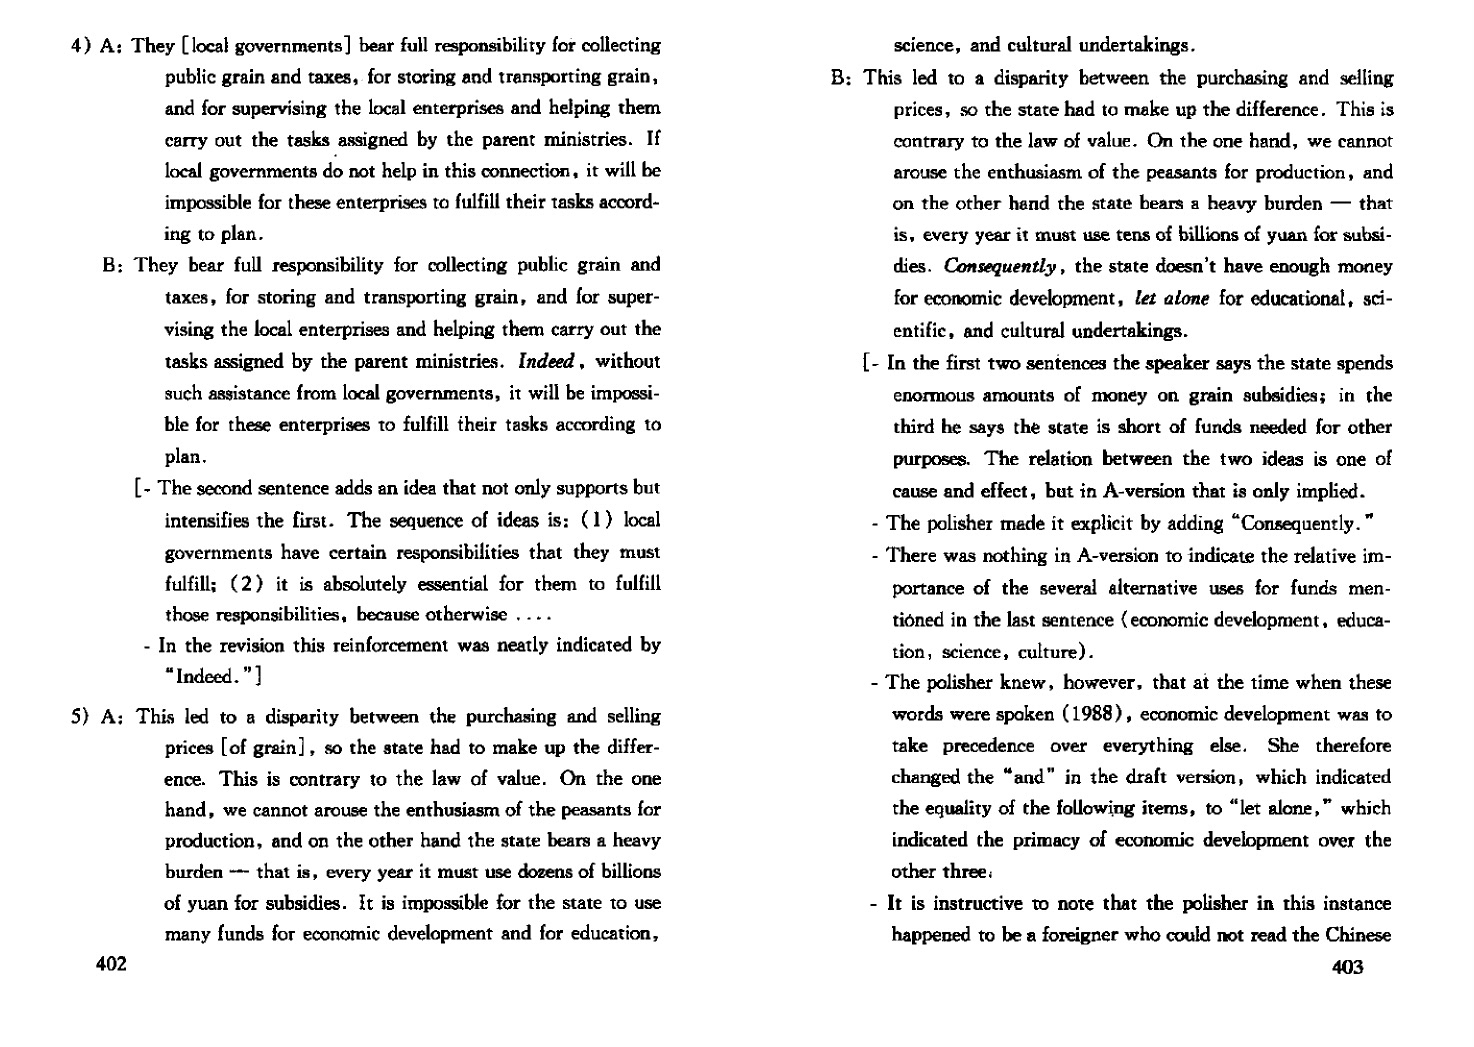 4) A: They [local governments] bear full responsibility for collecting
public grain and taxes, for storing and transporting grain,
and for supervising the local enterprises and helping them
carry out the tasks assigned by the parent ministries. If
local governments do not help in this connection, it will be
impossible for these enterprises to fulfill their tasks accord-
ing to plan.
B: They bear full responsibility for collecting public grain and
taxes, for storing and transporting grain, and for super-
vising the local enterprises and helping them carry out the
tasks assigned by the parent ministries. Indeed, without
such assistance from local governments, it will be impossi-
ble for these enterprises to fulfill their tasks according to
plan.
[- The second sentence adds an idea that not only supports but
intensifies the first. The sequence of ideas is: (1) local
governments have certain responsibilities that they must
fulfill; (2) it is absolutely essential for them to fulfill
those responsibilities, because otherwise ....
- In the revision this reinforcement was neatly indicated by
“Indeed.”]
5) A: This led to a disparity between the purchasing and selling
prices [of grain], so the state had to make up the differ-
ence. This is contrary to the law of value. On the one
hand, we cannot arouse the enthusiasm of the peasants for
production, and on the other hand the state bears a heavy
burden — that is, every year it must use dozens of billions
of yuan for subsidies. It is impossible for the state to use
many funds for economic development and for education,
402
science, and cultural undertakings.
B: This led to a disparity between the purchasing and selling
prices, so the state had to make up the difference. This is
contrary to the law of value. On the one hand, we cannot
arouse the enthusiasm of the peasants for production, and
on the other hand the state bears a heavy burden — that
is, every year it must use tens of billions of yuan for subsi-
dies. Consequently, the state doesn't have enough money
for economic development, let alone for educational, sci-
entific, and cultural undertakings.
[- In the first two sentences the speaker says the state spends
enormous amounts of money on grain subsidies; in the
third he says the state is short of funds needed for other
purposes. The relation between the two ideas is one of
cause and effect, but in A-version that is only implied.
- The polisher made it explicit by adding “Consequently.”
- There was nothing in A-version to indicate the relative im-
portance of the several alternative uses for funds men-
tioned in the last sentence (economic development, educa-
tion, science, culture).
- The polisher knew, however, that at the time when these
words were spoken (1988), economic development was to
take precedence over everything else. She therefore
changed the “and” in the draft version, which indicated
the equality of the following items, to “let alone,” which
indicated the primacy of economic development over the
other three.
- It is instructive to note that the polisher in this instance
happened to be a foreigner who could not read the Chinese
403